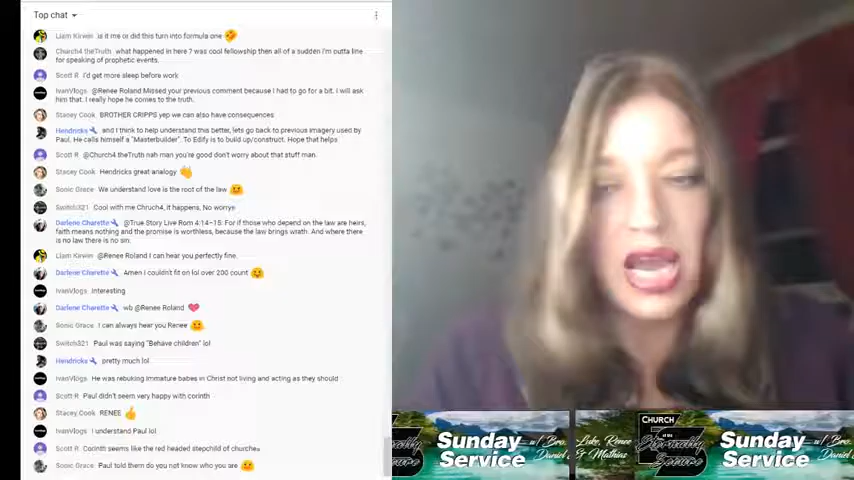 Top chat
Liam Kirwin is it me or did this turn into formula one
Church4 theTruth what happened in here ? was cool fellowship then all of a sudden i'm outta line
for speaking of prophetic events.
Scott R I'd get more sleep before work
IvanVlogs @Renee Roland Missed your previous comment because I had to go for a bit. I will ask
him that. I really hope he comes to the truth.
Stacey Cook BROTHER CRIPPS yep we can also have consequences
Hendricks and I think to help understand this better, lets go back to previous imagery used by
Paul. He calls himself a "Masterbuilder". To Edify is to build up/construct. Hope that helps
Scott R @Church4 theTruth nah man you're good don't worry about that stuff man.
Stacey Cook Hendricks great analogy
Sonic Grace We understand love is the root of the law
Switch321 Cool with me Chruch4, it happens, No worrys
Darlene Charette @True Story Live Rom 4:14-15: For if those who depend on the law are heirs,
faith means nothing and the promise is worthless, because the law brings wrath. And where there
is no law there is no sin.
Liam Kirwin @Renee Roland I can hear you perfectly fine.
Darlene Charette Amen I couldn't fit on lol over 200 count
IvanVlogs Interesting
Darlene Charette wb @Renee Roland
Sonic Grace I can always hear you Renee
Switch321 Paul was saying "Behave children" lol
Hendricks pretty much lol
IvanVlogs He was rebuking immature babes in Christ not living and acting as they should
Scott R Paul didn't seem very happy with corinth
Stacey Cook RENEE
IvanVlogs I understand Paul lol
Scott R Corinth seems like the red headed stepchild of churches
Sonic Grace Paul told them do you not know who you are
Sunday
Service
w/ Bro.
Daniel
Luke, Renee
& Mathias
CHURCH
of the
Eternally
Secure
Sunday
Service
w/ Bro.
Daniel